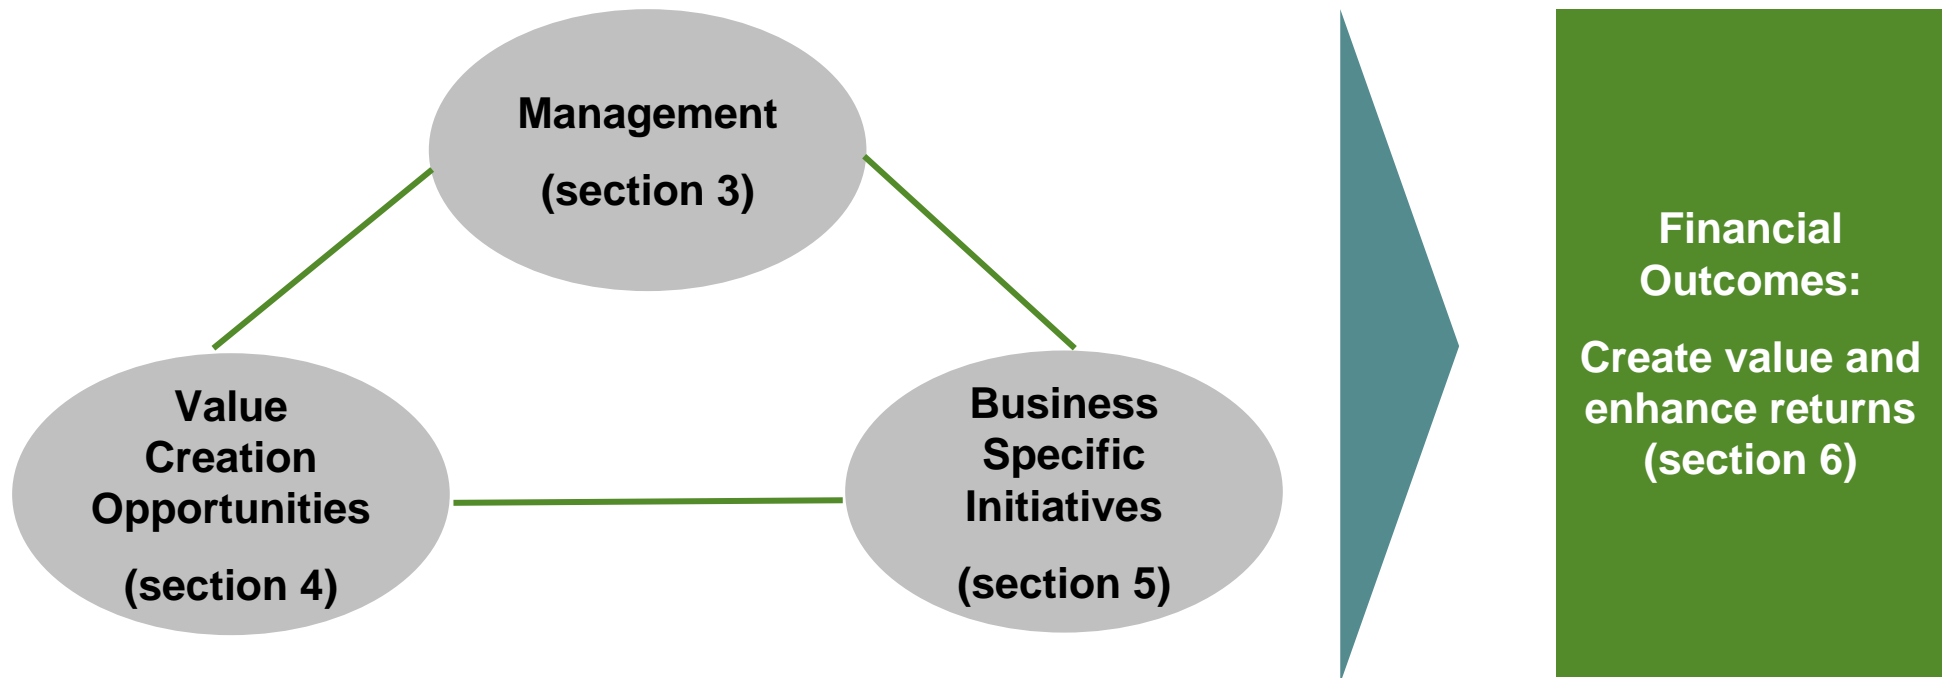 Management
(section 3)
Value
Creation
Opportunities
(section 4)
Business
Specific
Initiatives
(section 5)
Financial
Outcomes:
Create value and
enhance returns
(section 6)